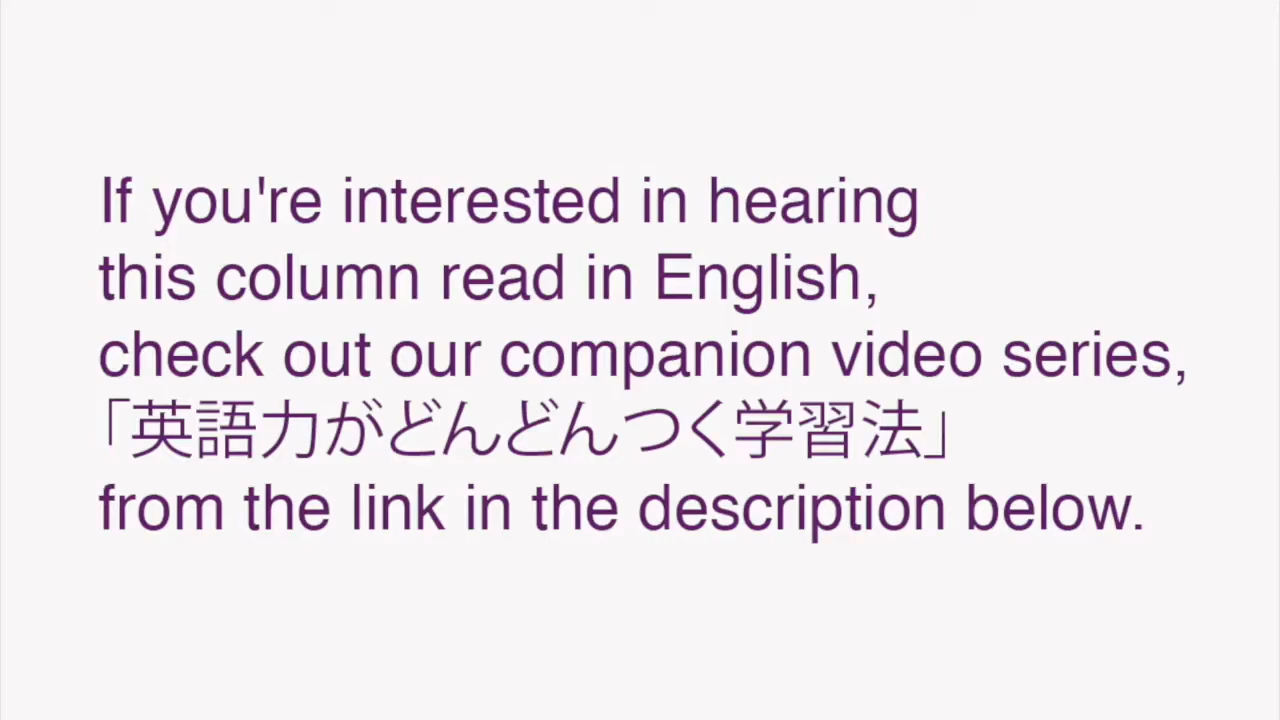 If you're interested in hearing
this column read in English,
check out our companion video series,
「英語力がどんどんつく学習法」
from the link in the description below.